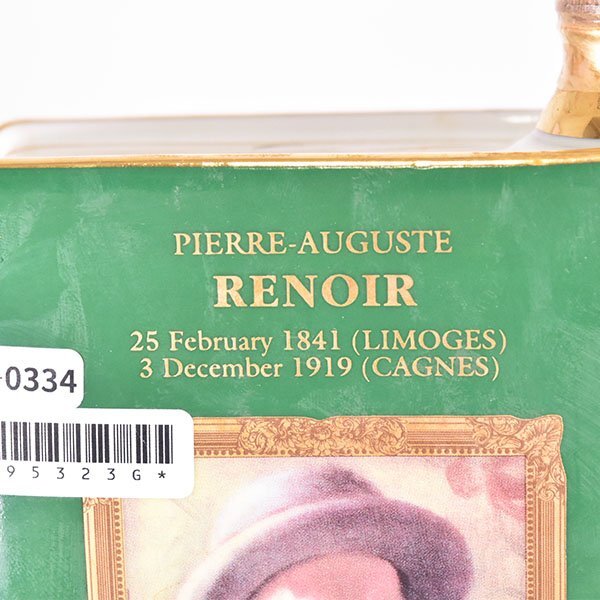 PIERRE-AUGUSTE
RENOIR
25 February 1841 (LIMOGES)
3 December 1919 (CAGNES)
-0334
95323G*